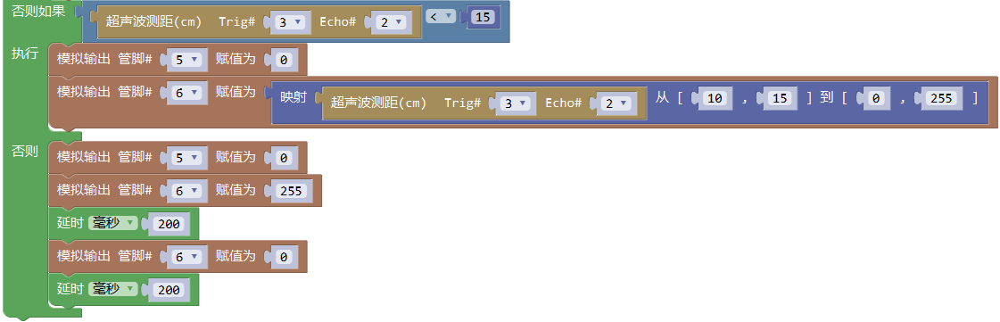 否则如果 超声波测距(cm) Trig# 3 Echo# 2 < 15
执行 模拟输出 管脚# 5 赋值为 0
模拟输出 管脚# 6 赋值为 映射 超声波测距(cm) Trig# 3 Echo# 2 从 [ 10 , 15 ] 到 [ 0 , 255 ]
否则 模拟输出 管脚# 5 赋值为 0
模拟输出 管脚# 6 赋值为 255
延时 毫秒 200
模拟输出 管脚# 6 赋值为 0
延时 毫秒 200